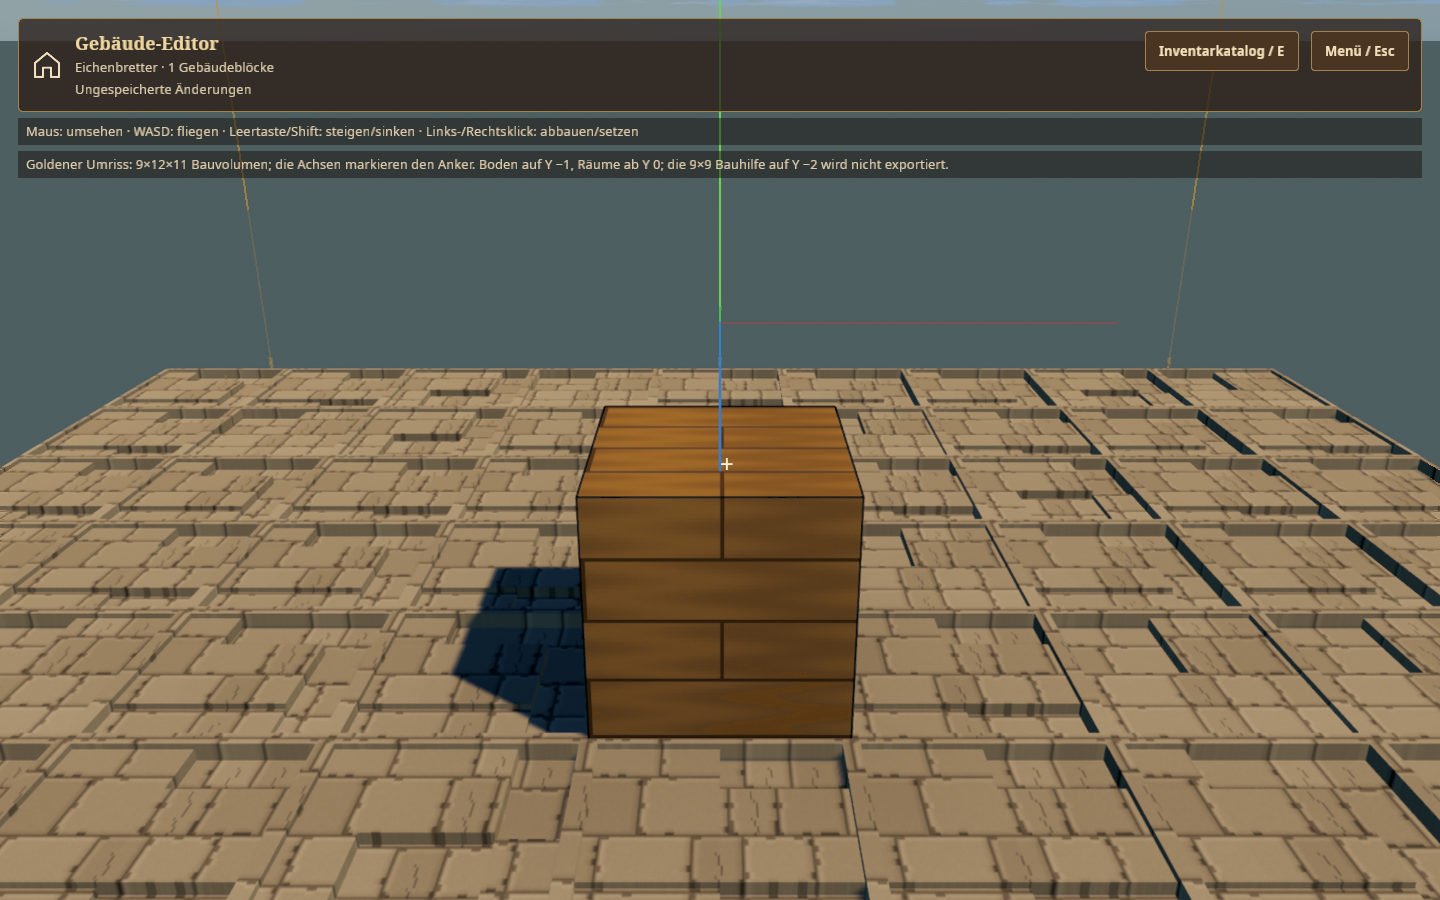 Gebäude-Editor
Eichenbretter · 1 Gebäudeblöcke
Ungespeicherte Änderungen
Inventarkatalog / E
Menü / Esc
Maus: umsehen · WASD: fliegen · Leertaste/Shift: steigen/sinken · Links-/Rechtsklick: abbauen/setzen
Goldener Umriss: 9×12×11 Bauvolumen; die Achsen markieren den Anker. Boden auf Y −1, Räume ab Y 0; die 9×9 Bauhilfe auf Y −2 wird nicht exportiert.